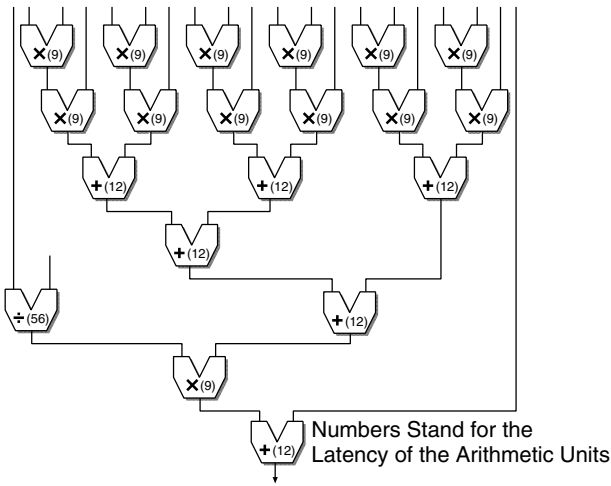 ×(9) ×(9) ×(9) ×(9) ×(9) ×(9)
×(9) ×(9) ×(9) ×(9) ×(9) ×(9)
+(12) +(12) +(12)
+(12)
÷(56) +(12)
×(9)
+(12)
Numbers Stand for the
Latency of the Arithmetic Units